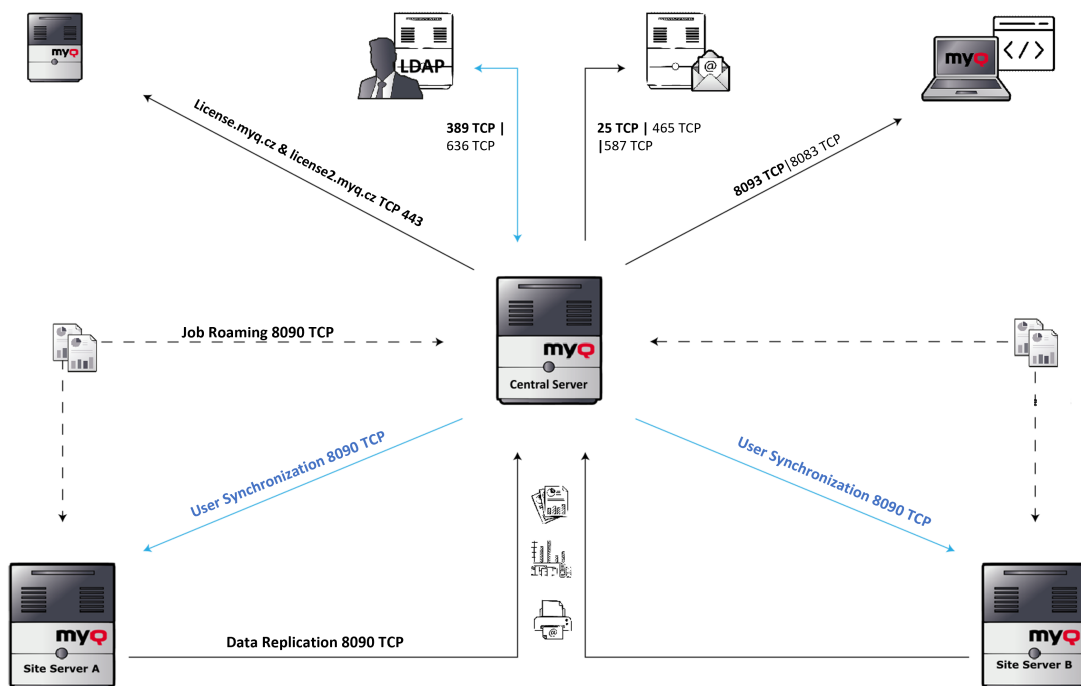 myQ
LDAP
@
</>
myQ
389 TCP |
636 TCP
25 TCP | 465 TCP
|587 TCP
8093 TCP|8083 TCP
License.myq.cz & license2.myq.cz TCP 443
Job Roaming 8090 TCP
myQ
Central Server
User Synchronization 8090 TCP
User Synchronization 8090 TCP
myQ
Site Server A
Data Replication 8090 TCP
@
myQ
Site Server B